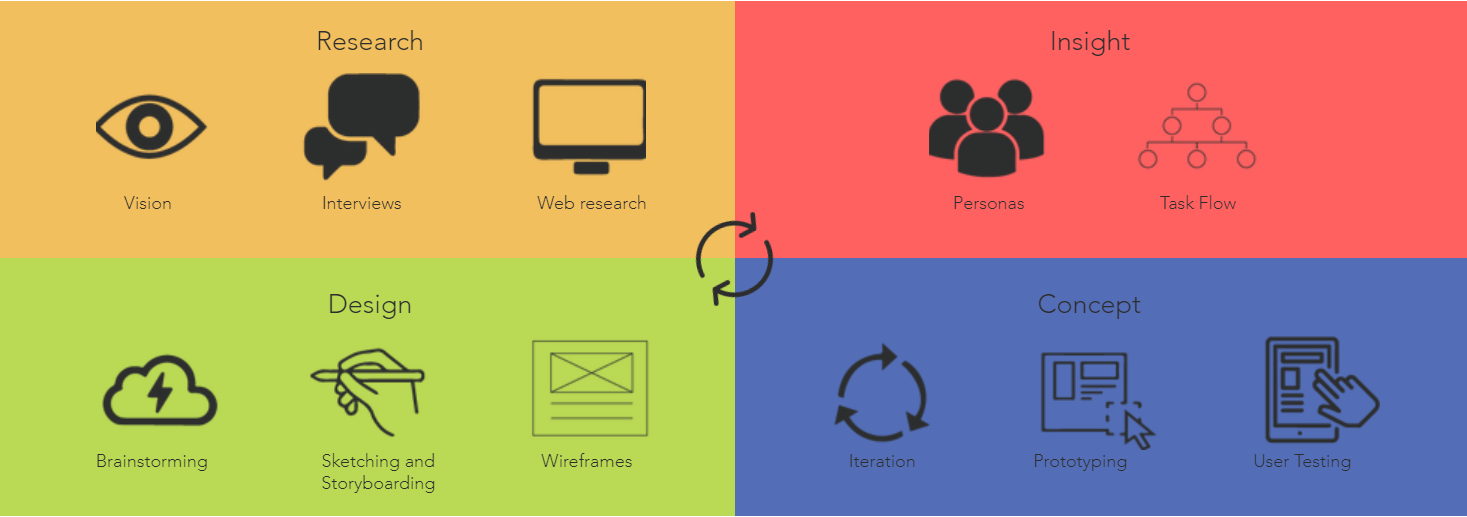 Research
Vision
Interviews
Web research
Insight
Personas
Task Flow
Design
Brainstorming
Sketching and
Storyboarding
Wireframes
Concept
Iteration
Prototyping
User Testing